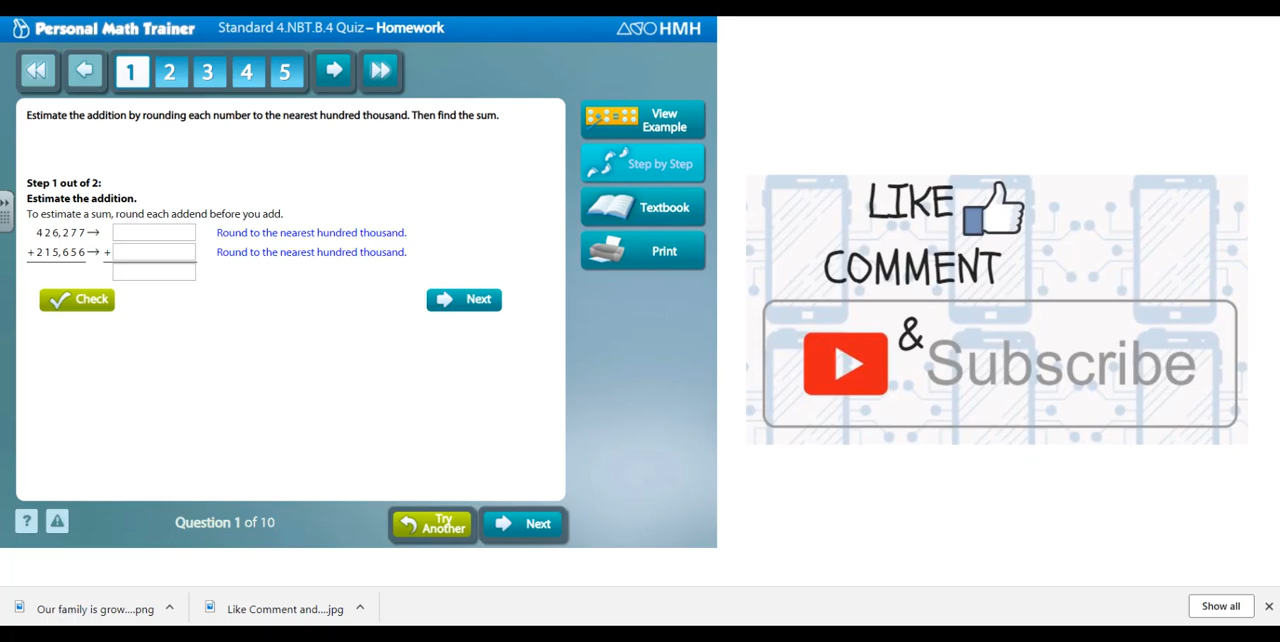 Personal Math Trainer
Standard 4.NBT.B.4 Quiz – Homework
HMH
1 2 3 4 5
Estimate the addition by rounding each number to the nearest hundred thousand. Then find the sum.
Step 1 out of 2:
Estimate the addition.
To estimate a sum, round each addend before you add.
426,277→ Round to the nearest hundred thousand.
+215,656→ + Round to the nearest hundred thousand.
Check
Next
View
Example
Step by Step
Textbook
Print
? Question 1 of 10
Try
Another
Next
LIKE
COMMENT
&
Subscribe
Our family is grow....png
Like Comment and....jpg
Show all